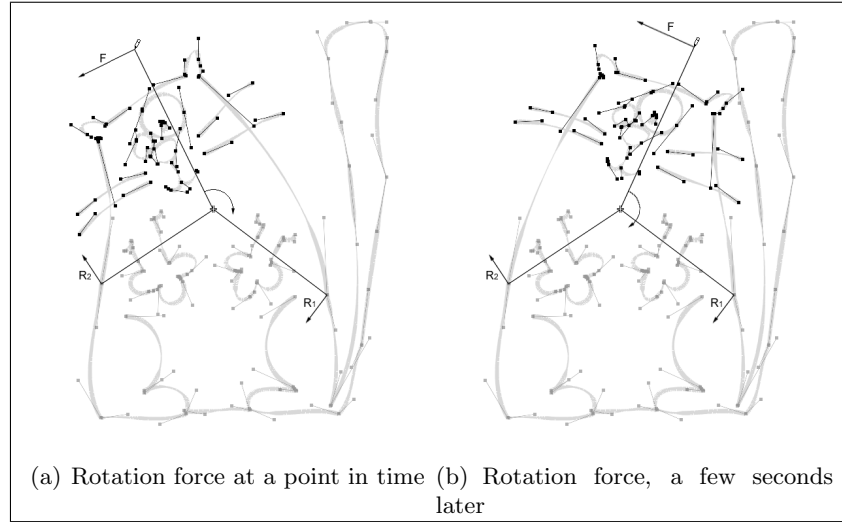 F
R2
R1
F
R2
R1
(a) Rotation force at a point in time
(b) Rotation force, a few seconds
later